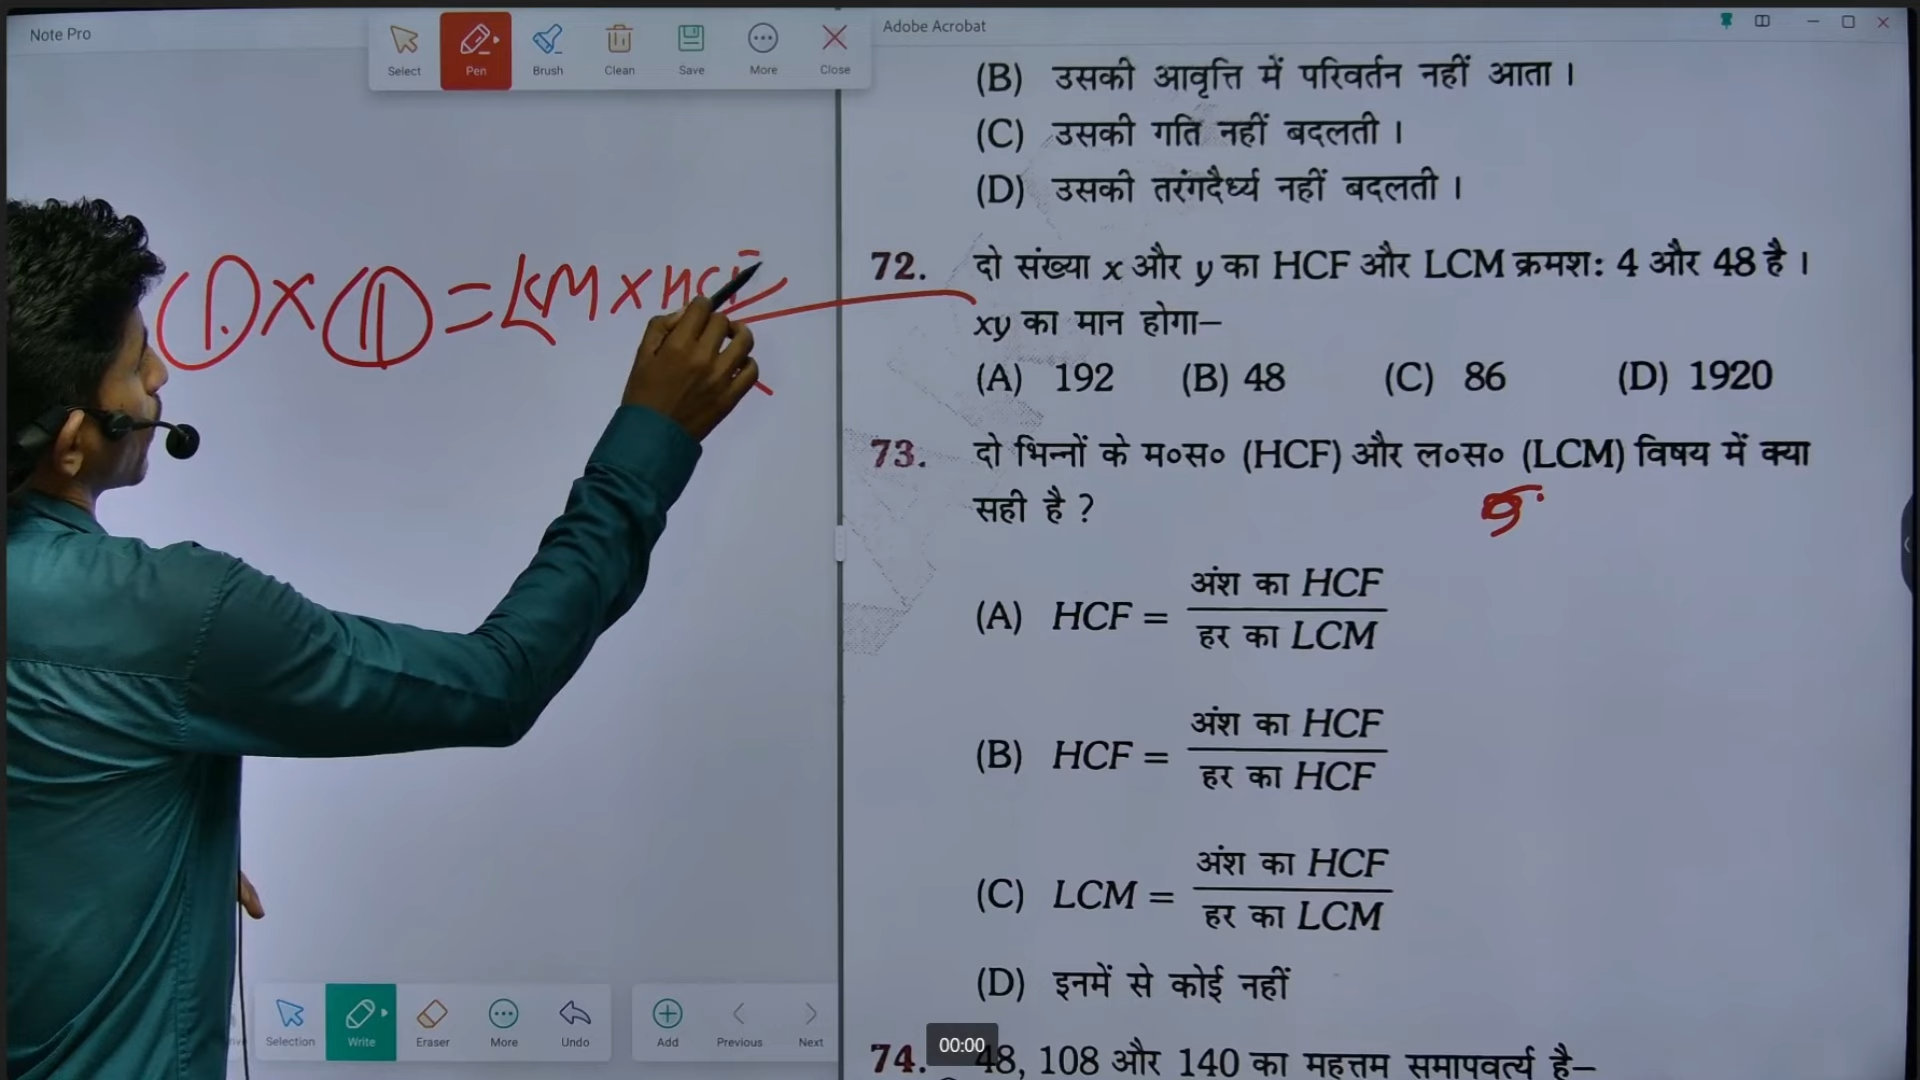 Note Pro
Select Pen Brush Clean Save More Close
Adobe Acrobat
(B) उसकी आवृत्ति में परिवर्तन नहीं आता ।
(C) उसकी गति नहीं बदलती ।
(D) उसकी तरंगदैर्ध्य नहीं बदलती ।
① × ⑪ = LCM × HCF
72. दो संख्या x और y का HCF और LCM क्रमश: 4 और 48 है ।
xy का मान होगा–
(A) 192 (B) 48 (C) 86 (D) 1920
73. दो भिन्नों के म०स० (HCF) और ल०स० (LCM) विषय में क्या
सही है ?
(A) HCF = अंश का HCF
हर का LCM
(B) HCF = अंश का HCF
हर का HCF
(C) LCM = अंश का HCF
हर का LCM
(D) इनमें से कोई नहीं
Selection Write Eraser More Undo Add Previous Next
00:00
74. 48, 108 और 140 का महत्तम समापवर्त्य है–